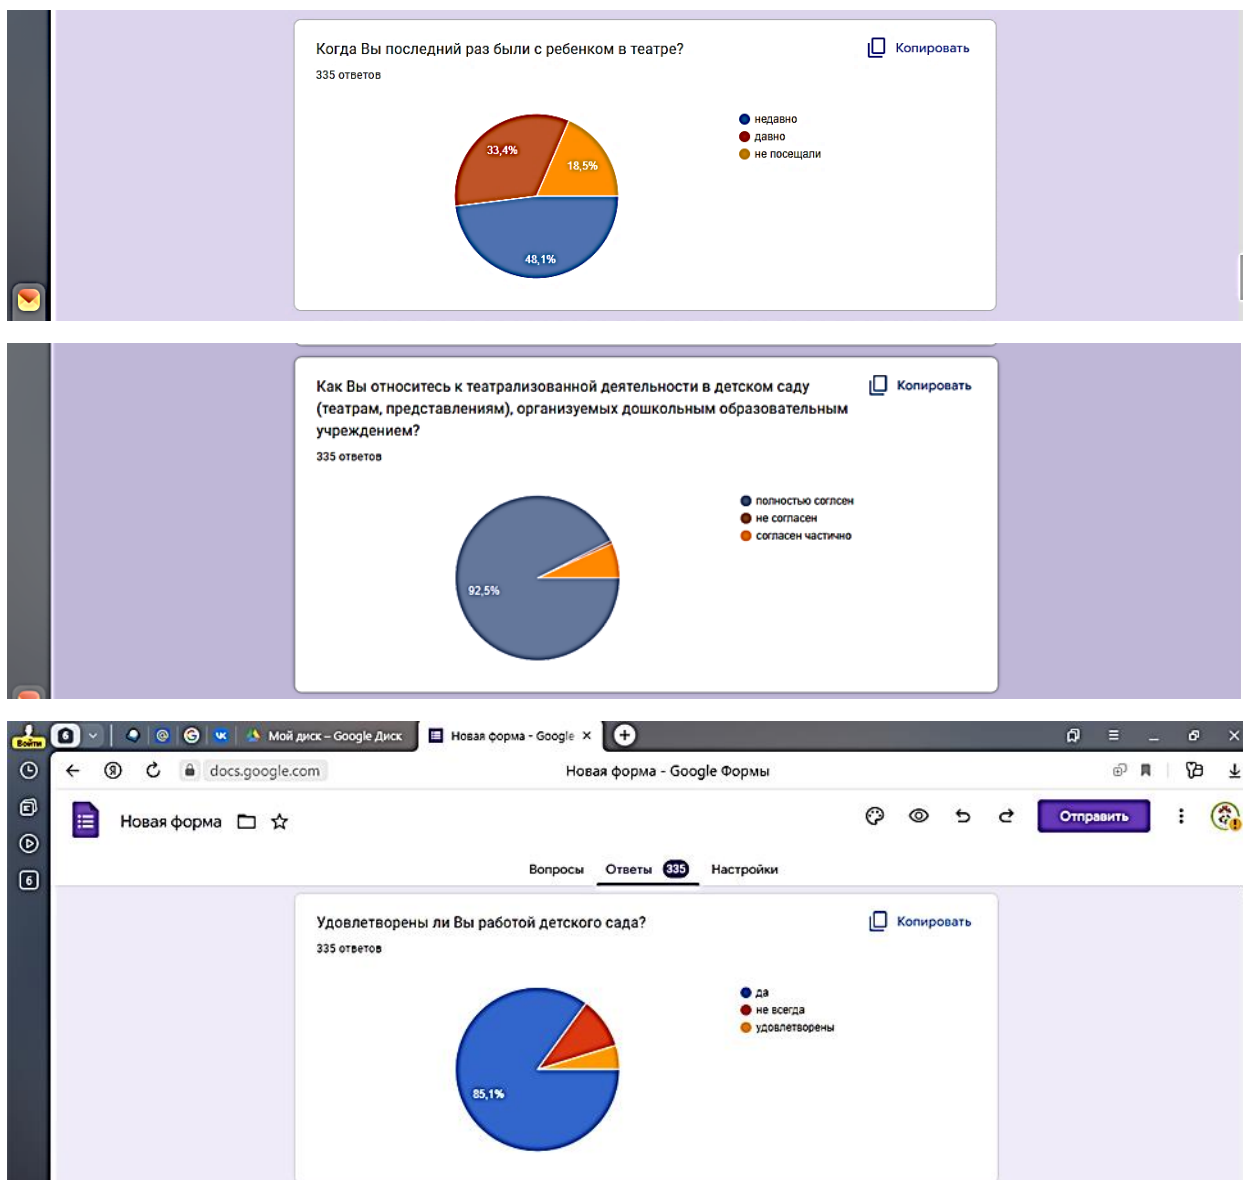 Когда Вы последний раз были с ребенком в театре?
Копировать
335 ответов
недавно
давно
не посещали
33,4%
18,5%
48,1%
Как Вы относитесь к театрализованной деятельности в детском саду
(театрам, представлениям), организуемых дошкольным образовательным
учреждением?
Копировать
335 ответов
полностью соглсен
не согласен
согласен частично
92,5%
Войти
6
Мой диск – Google Диск
Новая форма - Google
docs.google.com
Новая форма - Google Формы
Новая форма
Отправить
6
Вопросы
Ответы 335
Настройки
Удовлетворены ли Вы работой детского сада?
Копировать
335 ответов
да
не всегда
удовлетворены
85,1%